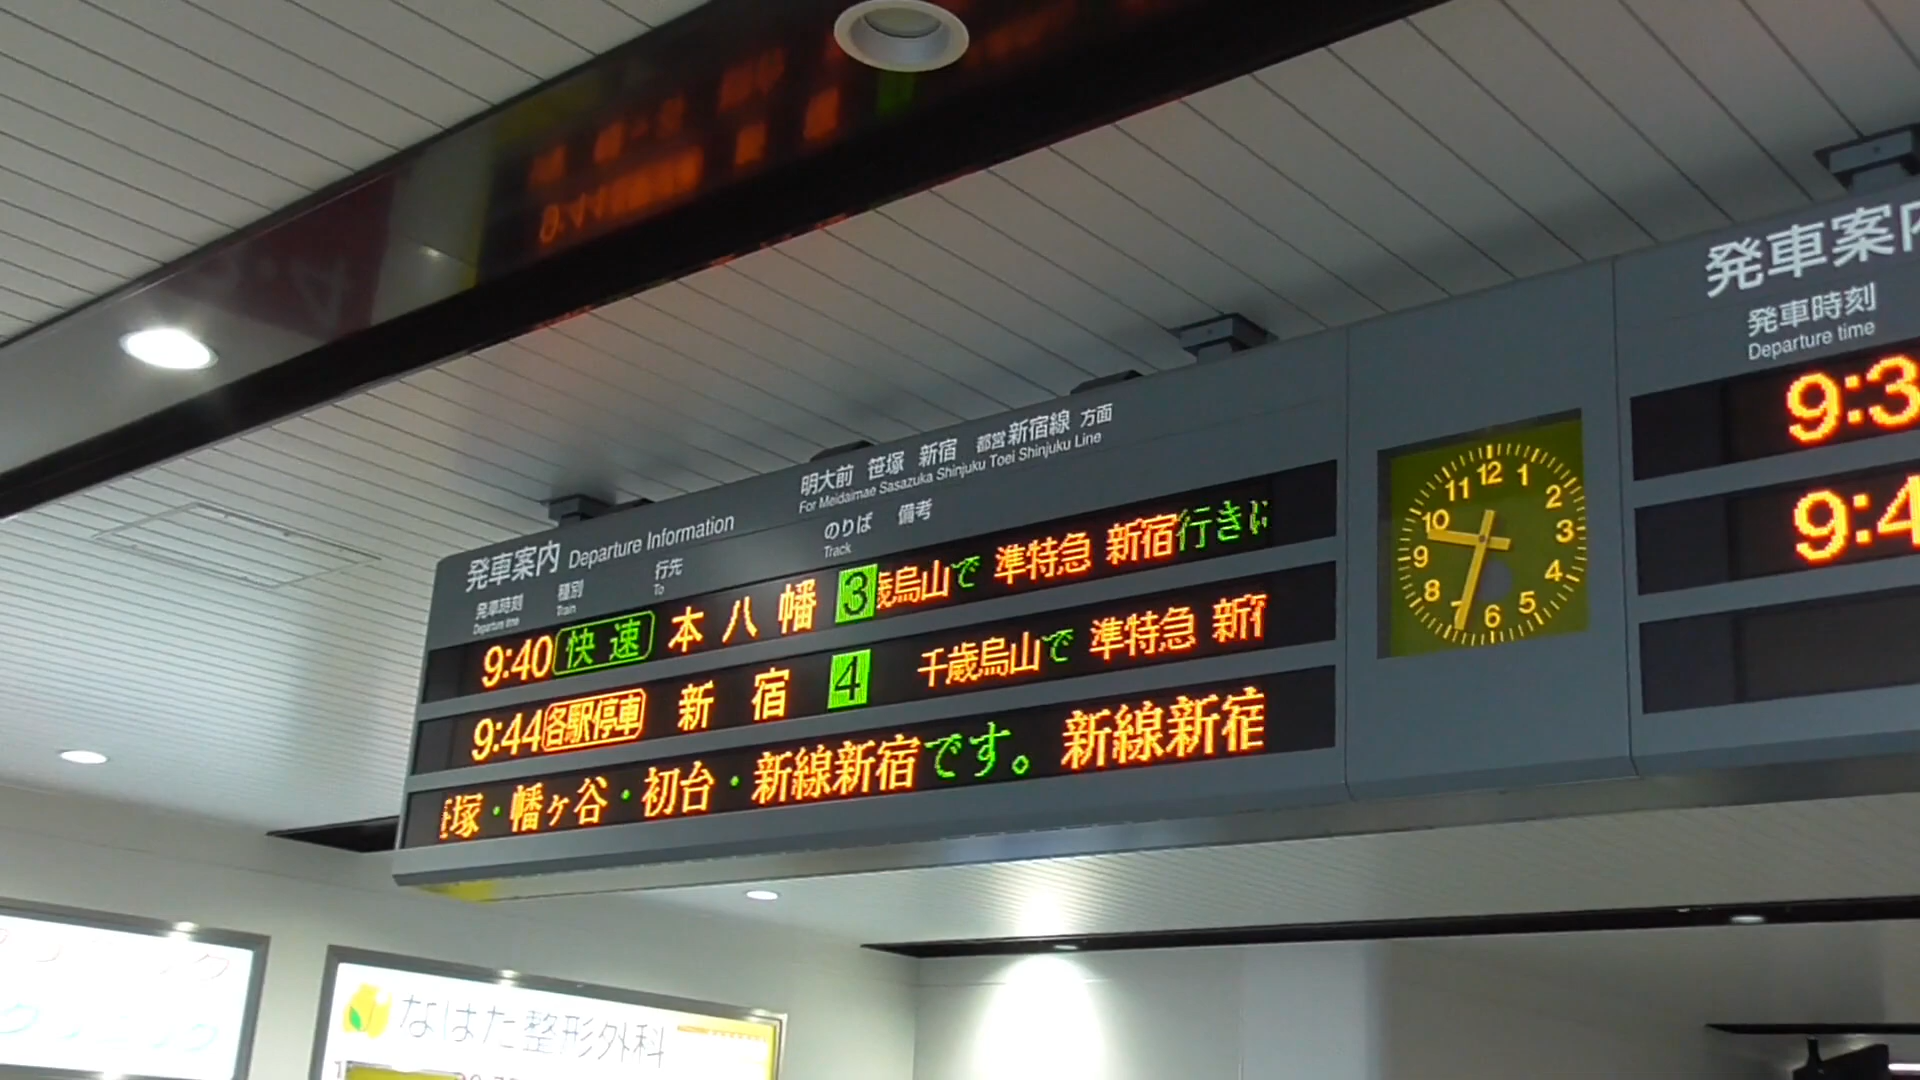 発車案内 Departure Information
明大前 笹塚 新宿 都営新宿線 方面
For Meidaimae Sasazuka Shinjuku Toei Shinjuku Line
発車時刻 種別 行先 のりば 備考
Departure time Train To Track
9:40 快速 本八幡 3 歳烏山で 準特急 新宿行きに
9:44 各駅停車 新宿 4 千歳烏山で 準特急 新宿
塚・幡ヶ谷・初台・新線新宿です。 新線新宿
12 1 2 3 4 5 6 7 8 9 10 11
発車案内
発車時刻
Departure time
9:3
9:4
なはた整形外科